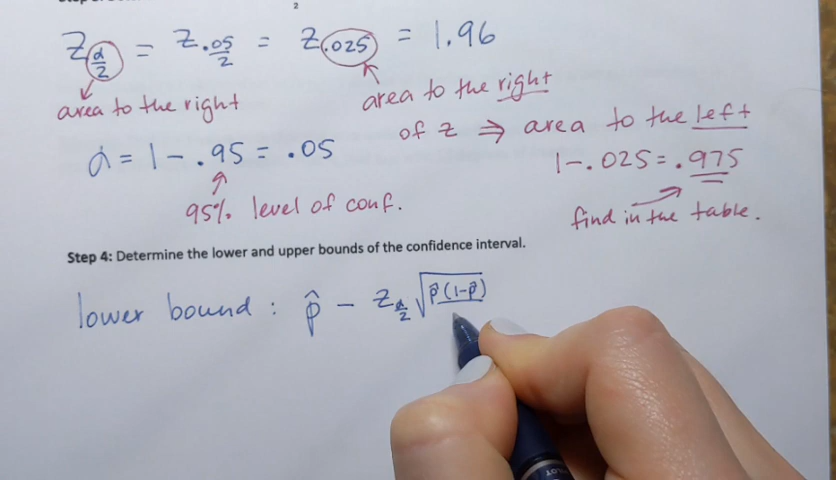 Z α/2 = Z .05/2 = Z .025 = 1.96
area to the right
area to the right
of z ⇒ area to the left
α = 1 - .95 = .05
1-.025 = .975
95% level of conf.
find in the table.
Step 4: Determine the lower and upper bounds of the confidence interval.
lower bound : p̂ - Z α/2 √ p̂(1-p̂)